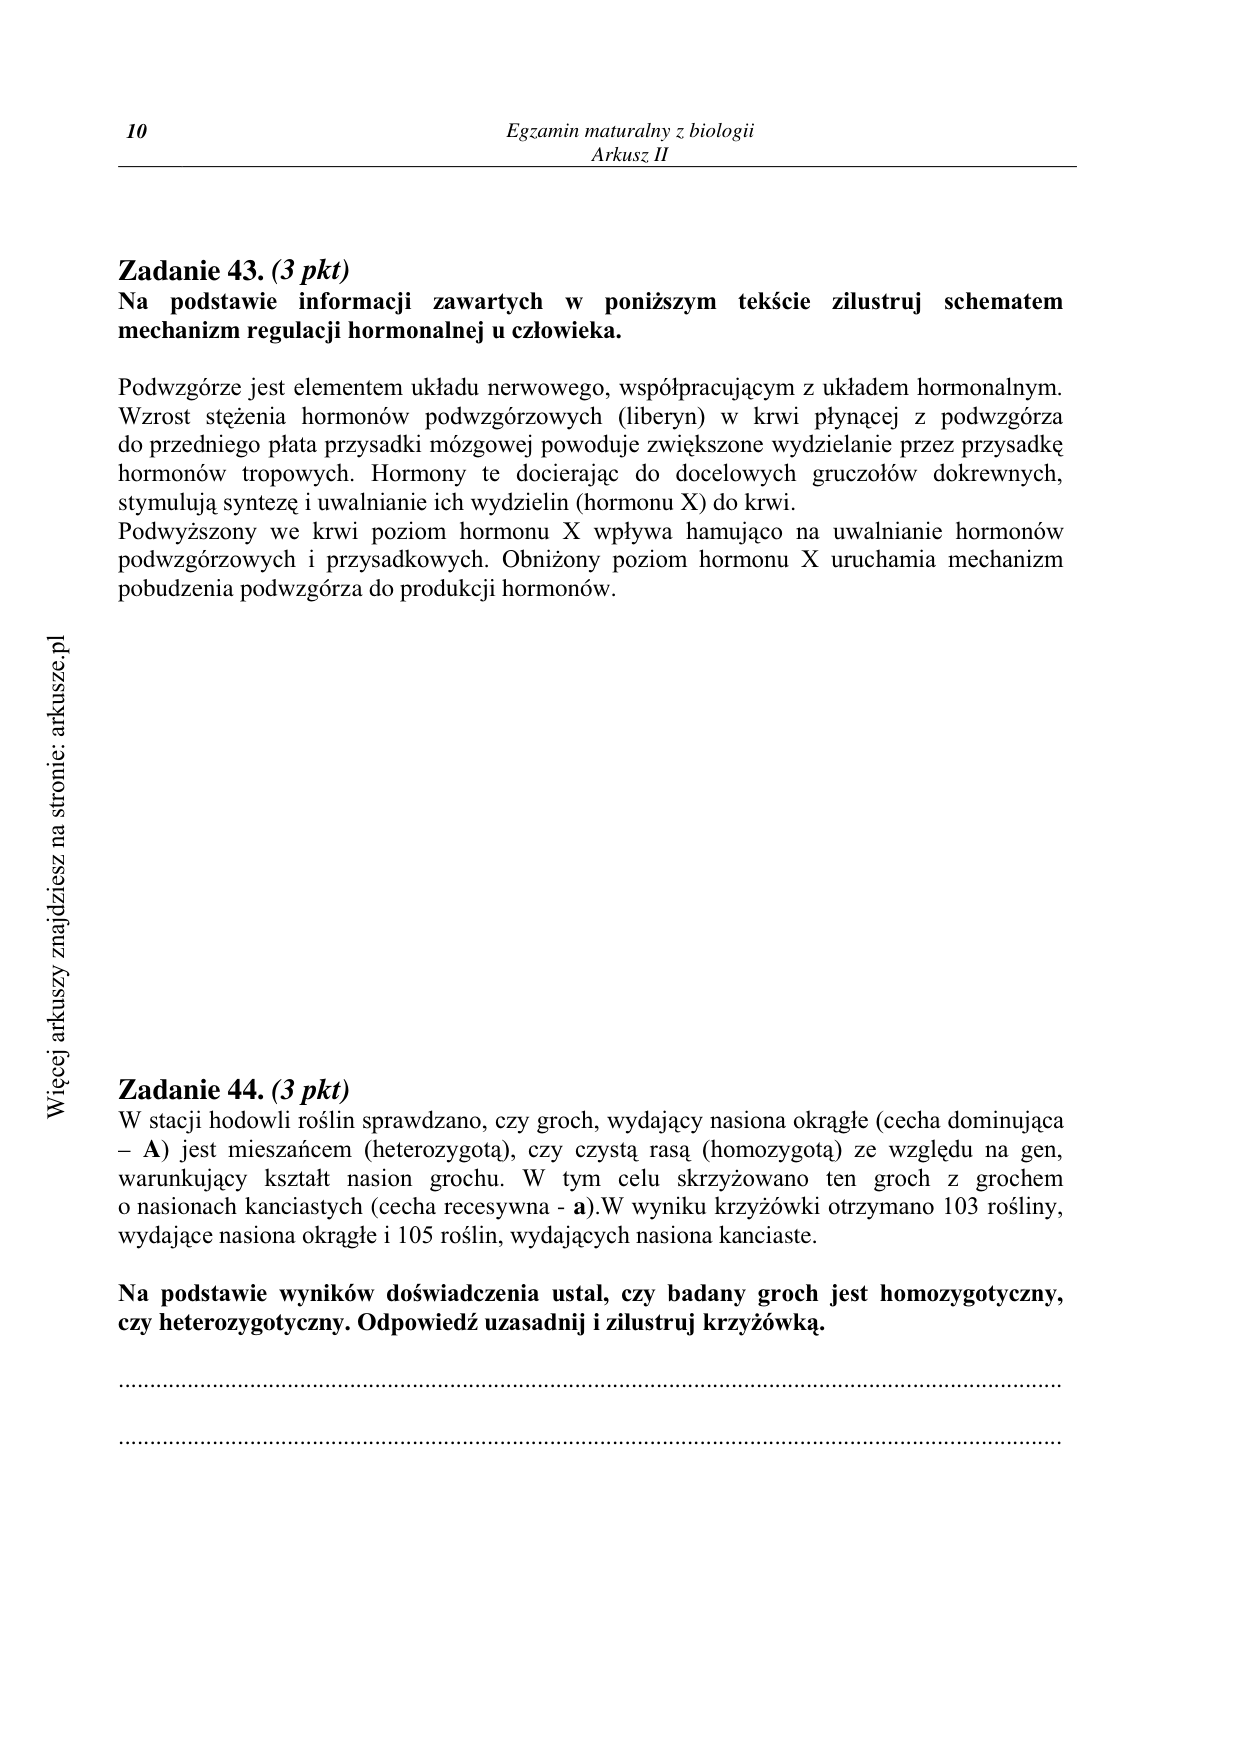 10
Egzamin maturalny z biologii
Arkusz II
Zadanie 43. (3 pkt)
Na podstawie informacji zawartych w poniższym tekście zilustruj schematem
mechanizm regulacji hormonalnej u człowieka.
Podwzgórze jest elementem układu nerwowego, współpracującym z układem hormonalnym.
Wzrost stężenia hormonów podwzgórzowych (liberyn) w krwi płynącej z podwzgórza
do przedniego płata przysadki mózgowej powoduje zwiększone wydzielanie przez przysadkę
hormonów tropowych. Hormony te docierając do docelowych gruczołów dokrewnych,
stymulują syntezę i uwalnianie ich wydzielin (hormonu X) do krwi.
Podwyższony we krwi poziom hormonu X wpływa hamująco na uwalnianie hormonów
podwzgórzowych i przysadkowych. Obniżony poziom hormonu X uruchamia mechanizm
pobudzenia podwzgórza do produkcji hormonów.
Więcej arkuszy znajdziesz na stronie: arkusze.pl
Zadanie 44. (3 pkt)
W stacji hodowli roślin sprawdzano, czy groch, wydający nasiona okrągłe (cecha dominująca
– A) jest mieszańcem (heterozygotą), czy czystą rasą (homozygotą) ze względu na gen,
warunkujący kształt nasion grochu. W tym celu skrzyżowano ten groch z grochem
o nasionach kanciastych (cecha recesywna - a).W wyniku krzyżówki otrzymano 103 rośliny,
wydające nasiona okrągłe i 105 roślin, wydających nasiona kanciaste.
Na podstawie wyników doświadczenia ustal, czy badany groch jest homozygotyczny,
czy heterozygotyczny. Odpowiedź uzasadnij i zilustruj krzyżówką.